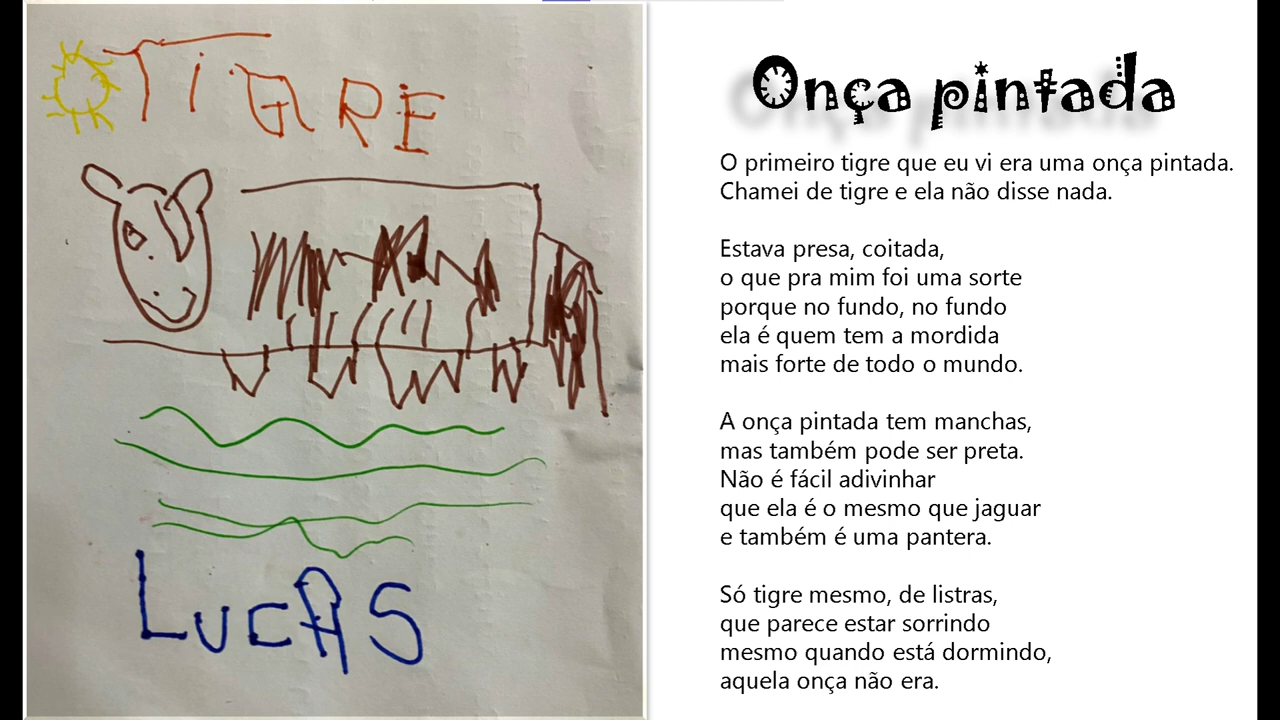 TIGRE
LUCAS
Onça pintada
O primeiro tigre que eu vi era uma onça pintada.
Chamei de tigre e ela não disse nada.
Estava presa, coitada,
o que pra mim foi uma sorte
porque no fundo, no fundo
ela é quem tem a mordida
mais forte de todo o mundo.
A onça pintada tem manchas,
mas também pode ser preta.
Não é fácil adivinhar
que ela é o mesmo que jaguar
e também é uma pantera.
Só tigre mesmo, de listras,
que parece estar sorrindo
mesmo quando está dormindo,
aquela onça não era.